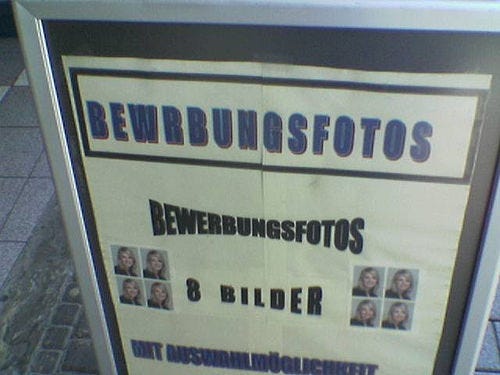 BEWRBUNGSFOTOS
BEWERBUNGSFOTOS
8 BILDER
MIT AUSWAHLMÖGLICHKEIT